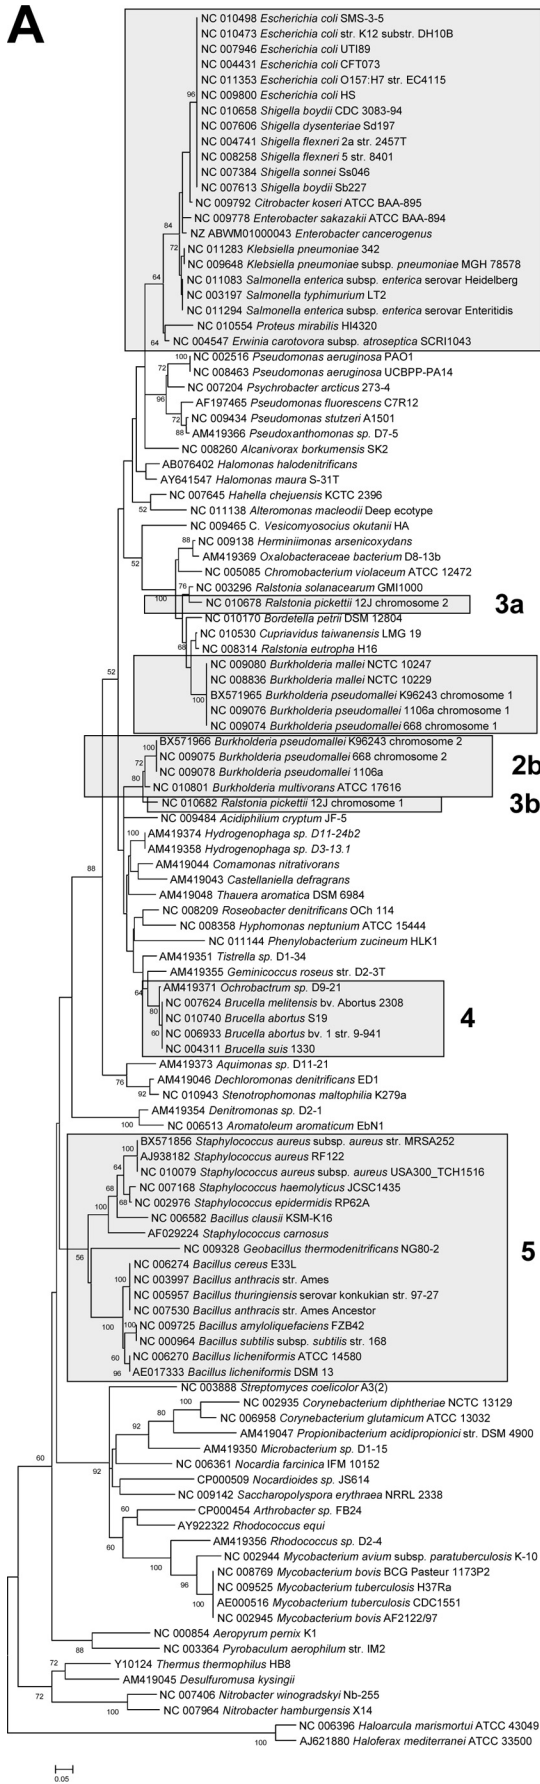 A
NC 010498 Escherichia coli SMS-3-5
NC 010473 Escherichia coli str. K12 substr. DH10B
NC 007946 Escherichia coli UTI89
NC 004431 Escherichia coli CFT073
NC 011353 Escherichia coli O157:H7 str. EC4115
NC 009800 Escherichia coli HS
96
NC 010658 Shigella boydii CDC 3083-94
NC 007606 Shigella dysenteriae Sd197
NC 004741 Shigella flexneri 2a str. 2457T
NC 008258 Shigella flexneri 5 str. 8401
NC 007384 Shigella sonnei Ss046
NC 007613 Shigella boydii Sb227
NC 009792 Citrobacter koseri ATCC BAA-895
NC 009778 Enterobacter sakazakii ATCC BAA-894
84
NZ ABWM01000043 Enterobacter cancerogenus
72
NC 011283 Klebsiella pneumoniae 342
NC 009648 Klebsiella pneumoniae subsp. pneumoniae MGH 78578
64
NC 011083 Salmonella enterica subsp. enterica serovar Heidelberg
NC 003197 Salmonella typhimurium LT2
NC 011294 Salmonella enterica subsp. enterica serovar Enteritidis
NC 010554 Proteus mirabilis HI4320
64
NC 004547 Erwinia carotovora subsp. atroseptica SCRI1043
100
NC 002516 Pseudomonas aeruginosa PAO1
72
NC 008463 Pseudomonas aeruginosa UCBPP-PA14
NC 007204 Psychrobacter arcticus 273-4
96
AF197465 Pseudomonas fluorescens C7R12
72
NC 009434 Pseudomonas stutzeri A1501
88
AM419366 Pseudoxanthomonas sp. D7-5
NC 008260 Alcanivorax borkumensis SK2
AB076402 Halomonas halodenitrificans
AY641547 Halomonas maura S-31T
NC 007645 Hahella chejuensis KCTC 2396
52
NC 011138 Alteromonas macleodii Deep ecotype
NC 009465 C. Vesicomyosocius okutanii HA
88
NC 009138 Herminiimonas arsenicoxydans
52
AM419369 Oxalobacteraceae bacterium D8-13b
NC 005085 Chromobacterium violaceum ATCC 12472
76
NC 003296 Ralstonia solanacearum GMI1000
100
NC 010678 Ralstonia pickettii 12J chromosome 2
3a
NC 010170 Bordetella petrii DSM 12804
NC 010530 Cupriavidus taiwanensis LMG 19
68
NC 008314 Ralstonia eutropha H16
NC 009080 Burkholderia mallei NCTC 10247
52
NC 008836 Burkholderia mallei NCTC 10229
100
BX571965 Burkholderia pseudomallei K96243 chromosome 1
NC 009076 Burkholderia pseudomallei 1106a chromosome 1
NC 009074 Burkholderia pseudomallei 668 chromosome 1
100
BX571966 Burkholderia pseudomallei K96243 chromosome 2
NC 009075 Burkholderia pseudomallei 668 chromosome 2
72
NC 009078 Burkholderia pseudomallei 1106a
2b
80
NC 010801 Burkholderia multivorans ATCC 17616
NC 010682 Ralstonia pickettii 12J chromosome 1
3b
NC 009484 Acidiphilium cryptum JF-5
100
AM419374 Hydrogenophaga sp. D11-24b2
AM419358 Hydrogenophaga sp. D3-13.1
AM419044 Comamonas nitrativorans
88
AM419043 Castellaniella defragrans
AM419048 Thauera aromatica DSM 6984
NC 008209 Roseobacter denitrificans OCh 114
NC 008358 Hyphomonas neptunium ATCC 15444
NC 011144 Phenylobacterium zucineum HLK1
AM419351 Tistrella sp. D1-34
AM419355 Geminicoccus roseus str. D2-3T
64
AM419371 Ochrobactrum sp. D9-21
NC 007624 Brucella melitensis bv. Abortus 2308
80
NC 010740 Brucella abortus S19
4
60
NC 006933 Brucella abortus bv. 1 str. 9-941
NC 004311 Brucella suis 1330
AM419373 Aquimonas sp. D11-21
76
AM419046 Dechloromonas denitrificans ED1
92
NC 010943 Stenotrophomonas maltophilia K279a
AM419354 Denitromonas sp. D2-1
100
NC 006513 Aromatoleum aromaticum EbN1
BX571856 Staphylococcus aureus subsp. aureus str. MRSA252
100
AJ938182 Staphylococcus aureus RF122
64
NC 010079 Staphylococcus aureus subsp. aureus USA300_TCH1516
NC 007168 Staphylococcus haemolyticus JCSC1435
68
68
NC 002976 Staphylococcus epidermidis RP62A
100
NC 006582 Bacillus clausii KSM-K16
AF029224 Staphylococcus carnosus
56
NC 009328 Geobacillus thermodenitrificans NG80-2
5
NC 006274 Bacillus cereus E33L
100
NC 003997 Bacillus anthracis str. Ames
NC 005957 Bacillus thuringiensis serovar konkukian str. 97-27
NC 007530 Bacillus anthracis str. Ames Ancestor
100
NC 009725 Bacillus amyloliquefaciens FZB42
100
NC 000964 Bacillus subtilis subsp. subtilis str. 168
60
NC 006270 Bacillus licheniformis ATCC 14580
96
AE017333 Bacillus licheniformis DSM 13
NC 003888 Streptomyces coelicolor A3(2)
100
NC 002935 Corynebacterium diphtheriae NCTC 13129
80
NC 006958 Corynebacterium glutamicum ATCC 13032
92
AM419047 Propionibacterium acidipropionici str. DSM 4900
AM419350 Microbacterium sp. D1-15
60
NC 006361 Nocardia farcinica IFM 10152
92
CP000509 Nocardioides sp. JS614
NC 009142 Saccharopolyspora erythraea NRRL 2338
60
CP000454 Arthrobacter sp. FB24
AY922322 Rhodococcus equi
60
AM419356 Rhodococcus sp. D2-4
100
NC 002944 Mycobacterium avium subsp. paratuberculosis K-10
NC 008769 Mycobacterium bovis BCG Pasteur 1173P2
96
NC 009525 Mycobacterium tuberculosis H37Ra
100
AE000516 Mycobacterium tuberculosis CDC1551
NC 002945 Mycobacterium bovis AF2122/97
NC 000854 Aeropyrum pernix K1
88
NC 003364 Pyrobaculum aerophilum str. IM2
72
Y10124 Thermus thermophilus HB8
AM419045 Desulfuromusa kysingii
72
NC 007406 Nitrobacter winogradskyi Nb-255
100
NC 007964 Nitrobacter hamburgensis X14
NC 006396 Haloarcula marismortui ATCC 43049
100
AJ621880 Haloferax mediterranei ATCC 33500
0.05